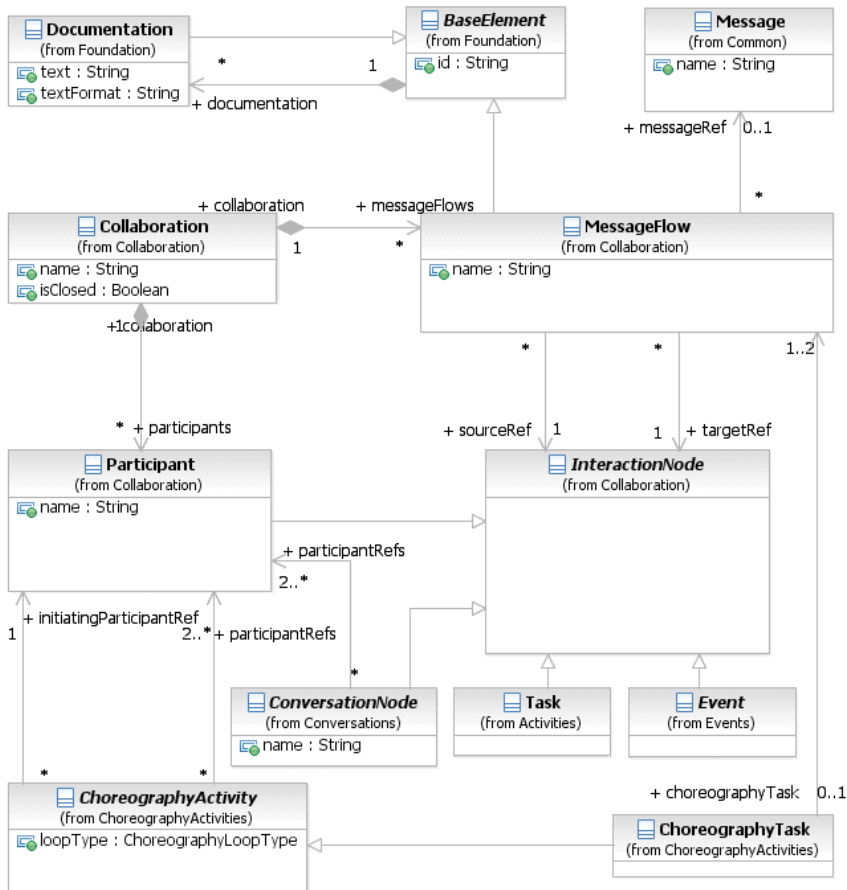 Documentation
(from Foundation)
text : String
textFormat : String
BaseElement
(from Foundation)
id : String
Message
(from Common)
name : String
*
1
+ documentation
+ messageRef
0..1
*
+ collaboration
+ messageFlows
1
*
Collaboration
(from Collaboration)
name : String
isClosed : Boolean
MessageFlow
(from Collaboration)
name : String
+1colaboration
*
*
1..2
* + participants
+ sourceRef
1
1
+ targetRef
Participant
(from Collaboration)
name : String
InteractionNode
(from Collaboration)
+ participantRefs
2..*
+ initiatingParticipantRef
1
2..*
+ participantRefs
*
ConversationNode
(from Conversations)
name : String
Task
(from Activities)
Event
(from Events)
*
*
+ choreographyTask
0..1
ChoreographyActivity
(from ChoreographyActivities)
loopType : ChoreographyLoopType
ChoreographyTask
(from ChoreographyActivities)